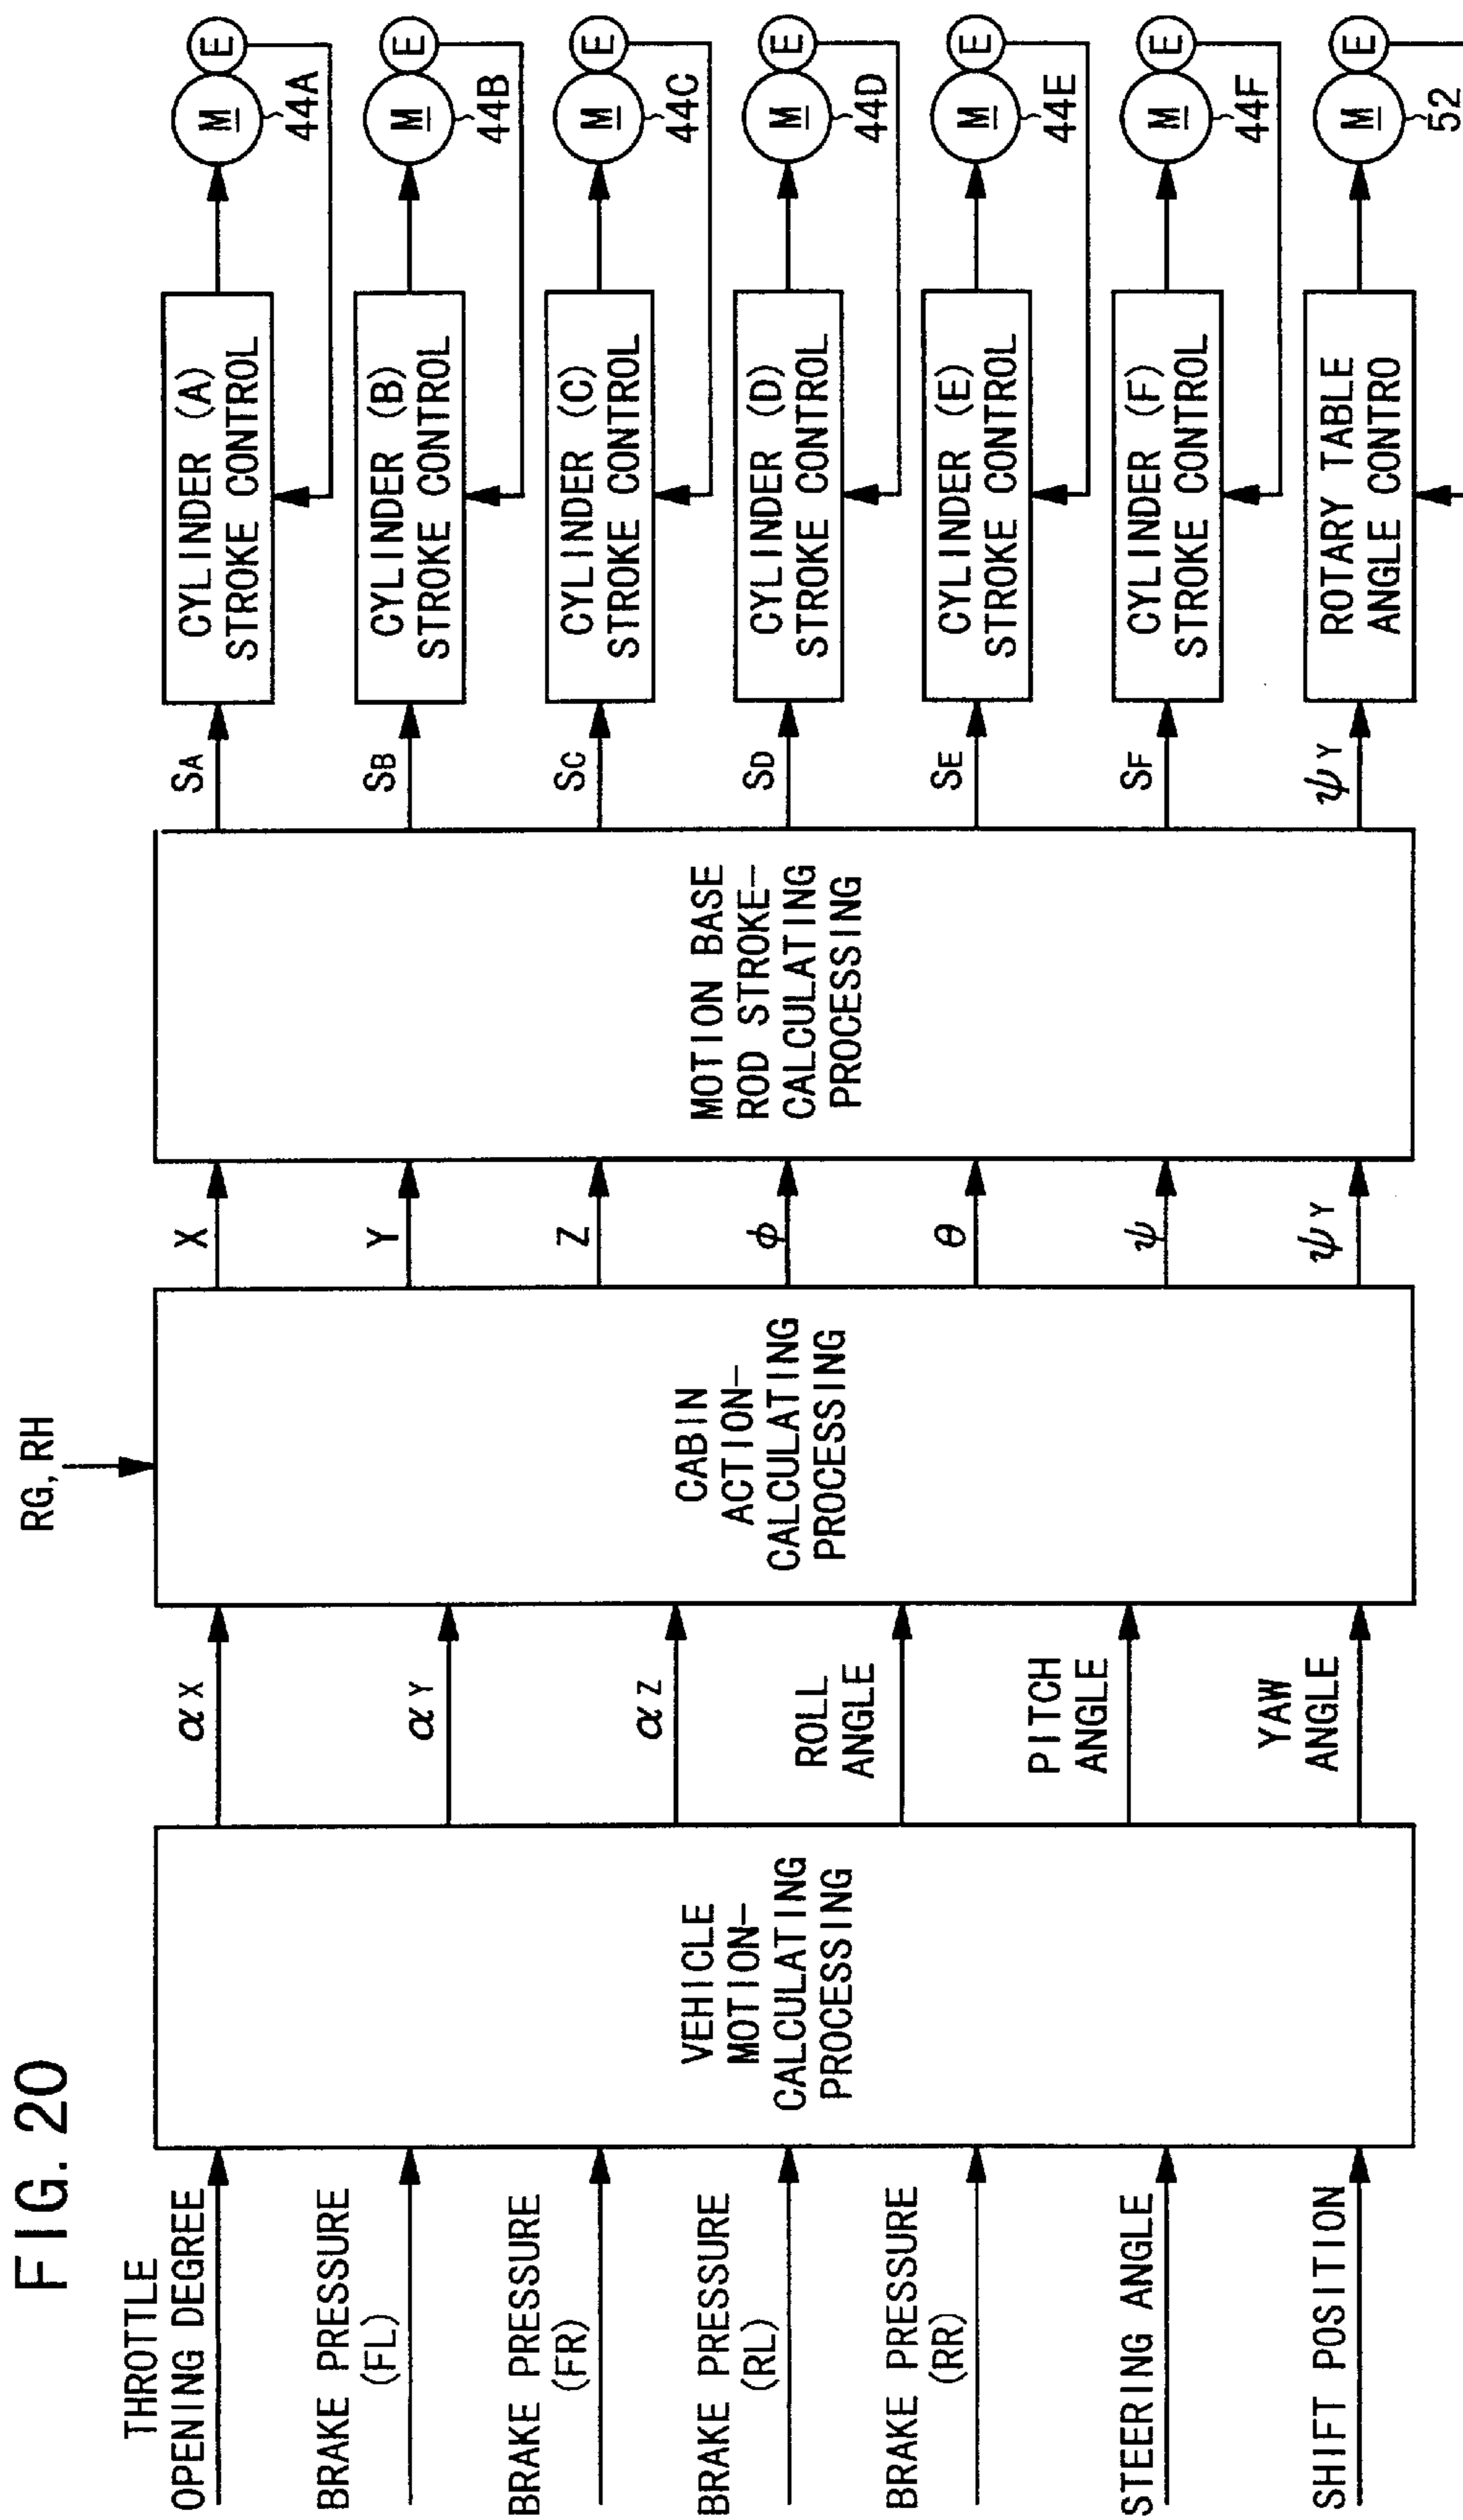 FIG. 20
THROTTLE
OPENING DEGREE
BRAKE PRESSURE
(FL)
BRAKE PRESSURE
(FR)
BRAKE PRESSURE
(RL)
BRAKE PRESSURE
(RR)
STEERING ANGLE
SHIFT POSITION
VEHICLE
MOTION-
CALCULATING
PROCESSING
αX
αY
αZ
ROLL
ANGLE
PITCH
ANGLE
YAW
ANGLE
RG, RH
CABIN
ACTION-
CALCULATING
PROCESSING
X
Y
Z
φ
θ
ψ
ψY
MOTION BASE
ROD STROKE-
CALCULATING
PROCESSING
SA
SB
SC
SD
SE
SF
ψY
CYLINDER (A)
STROKE CONTROL
M
E
44A
CYLINDER (B)
STROKE CONTROL
M
E
44B
CYLINDER (C)
STROKE CONTROL
M
E
44C
CYLINDER (D)
STROKE CONTROL
M
E
44D
CYLINDER (E)
STROKE CONTROL
M
E
44E
CYLINDER (F)
STROKE CONTROL
M
E
44F
ROTARY TABLE
ANGLE CONTRO
M
E
52